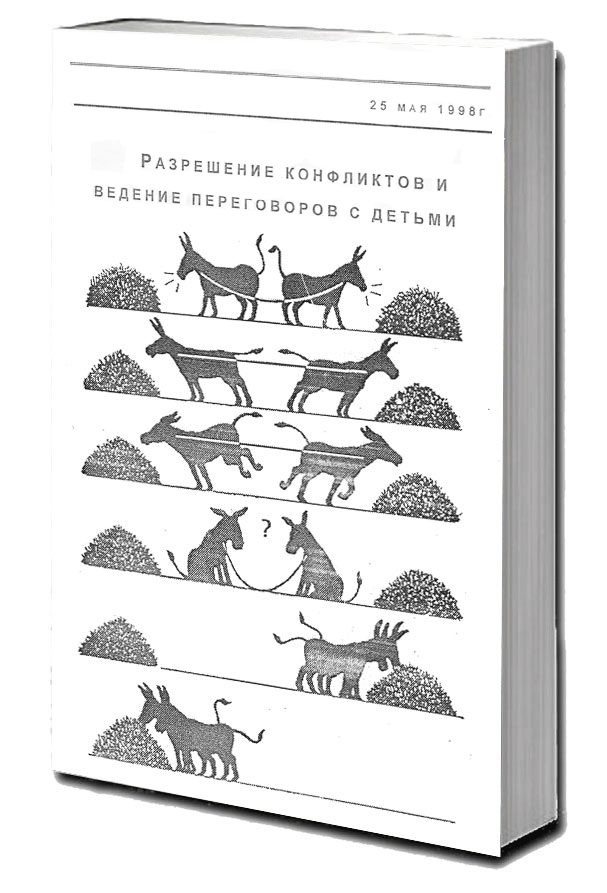 25 мая 1998г
Разрешение конфликтов и
ведение переговоров с детьми
?